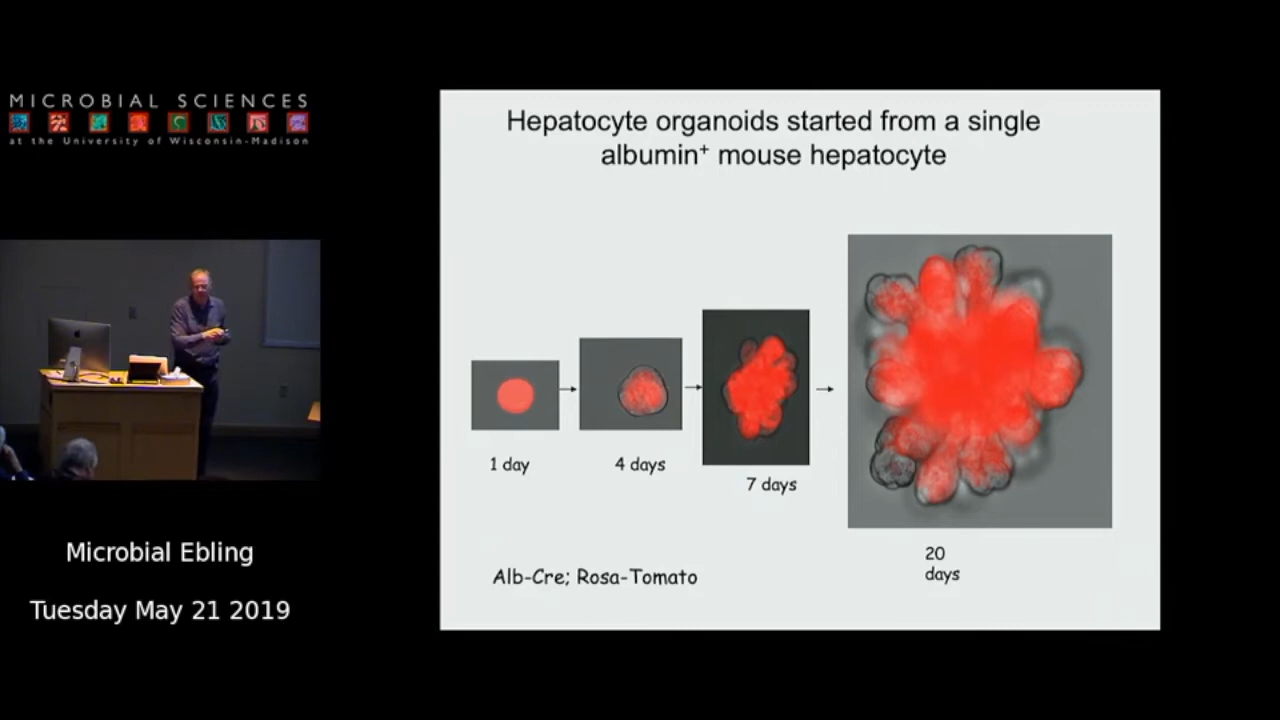 MICROBIAL SCIENCES
at the University of Wisconsin-Madison
Hepatocyte organoids started from a single
albumin⁺ mouse hepatocyte
1 day
4 days
7 days
20
days
Alb-Cre; Rosa-Tomato
Microbial Ebling
Tuesday May 21 2019